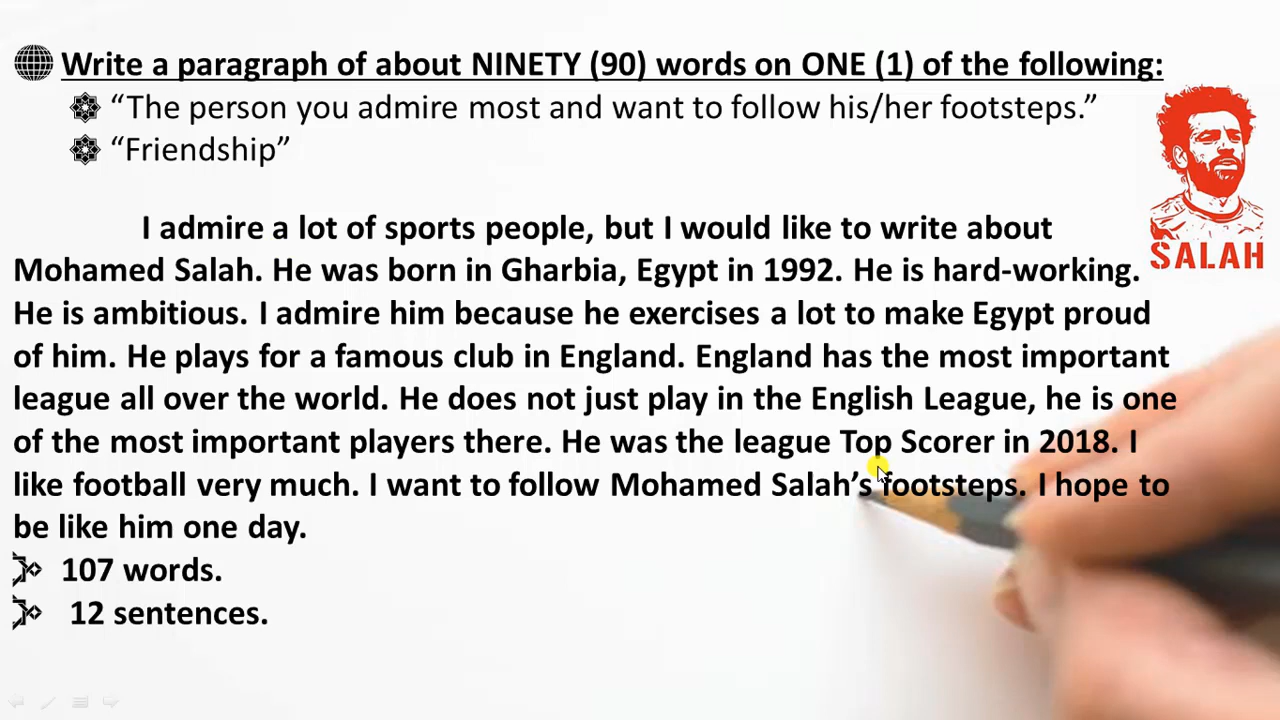 Write a paragraph of about NINETY (90) words on ONE (1) of the following:
“The person you admire most and want to follow his/her footsteps.”
“Friendship”
SALAH
I admire a lot of sports people, but I would like to write about
Mohamed Salah. He was born in Gharbia, Egypt in 1992. He is hard-working.
He is ambitious. I admire him because he exercises a lot to make Egypt proud
of him. He plays for a famous club in England. England has the most important
league all over the world. He does not just play in the English League, he is one
of the most important players there. He was the league Top Scorer in 2018. I
like football very much. I want to follow Mohamed Salah’s footsteps. I hope to
be like him one day.
107 words.
12 sentences.